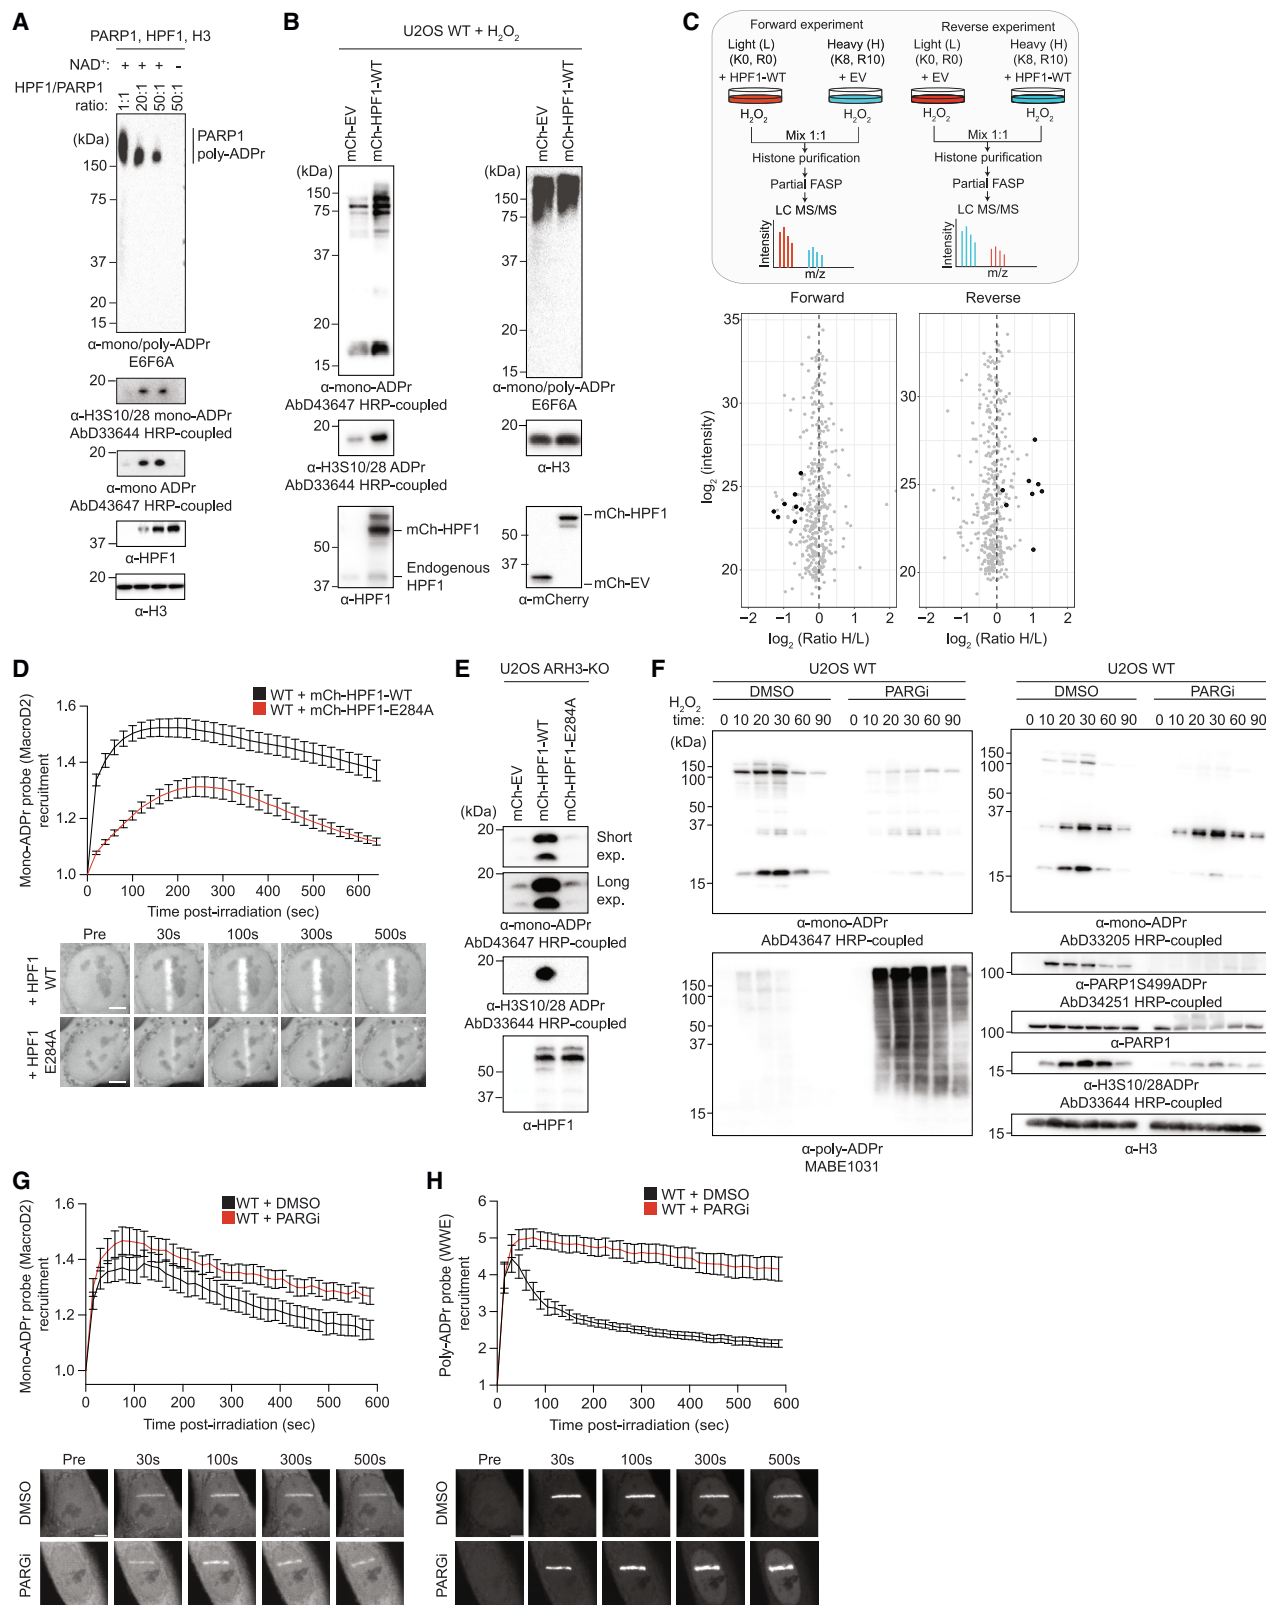 A
PARP1, HPF1, H3
NAD⁺: + + + -
HPF1/PARP1
ratio: 1:1 20:1 50:1 50:1
(kDa)
150
75
37
20
15
PARP1
poly-ADPr
α-mono/poly-ADPr
E6F6A
20
α-H3S10/28 mono-ADPr
AbD33644 HRP-coupled
20
α-mono ADPr
AbD43647 HRP-coupled
37
α-HPF1
20
α-H3
B
U2OS WT + H₂O₂
mCh-EV
mCh-HPF1-WT
(kDa)
150
75
37
20
15
α-mono-ADPr
AbD43647 HRP-coupled
20
α-H3S10/28 ADPr
AbD33644 HRP-coupled
50
37
mCh-HPF1
Endogenous
HPF1
α-HPF1
mCh-EV
mCh-HPF1-WT
(kDa)
150
75
37
20
15
α-mono/poly-ADPr
E6F6A
20
α-H3
50
37
mCh-HPF1
mCh-EV
α-mCherry
C
Forward experiment
Light (L)
(K0, R0)
+ HPF1-WT
Heavy (H)
(K8, R10)
+ EV
H₂O₂
H₂O₂
Mix 1:1
Histone purification
Partial FASP
LC MS/MS
Intensity
m/z
Reverse experiment
Light (L)
(K0, R0)
+ EV
Heavy (H)
(K8, R10)
+ HPF1-WT
H₂O₂
H₂O₂
Mix 1:1
Histone purification
Partial FASP
LC MS/MS
Intensity
m/z
Forward
Reverse
log₂ (intensity)
35
30
25
20
−2 −1 0 1 2
log₂ (Ratio H/L)
30
25
20
−2 −1 0 1 2
log₂ (Ratio H/L)
D
WT + mCh-HPF1-WT
WT + mCh-HPF1-E284A
Mono-ADPr probe (MacroD2)
recruitment
1.6
1.4
1.2
1.0
0 100 200 300 400 500 600
Time post-irradiation (sec)
Pre 30s 100s 300s 500s
+ HPF1
WT
+ HPF1
E284A
E
U2OS ARH3-KO
mCh-EV
mCh-HPF1-WT
mCh-HPF1-E284A
(kDa)
20
Short
exp.
20
Long
exp.
α-mono-ADPr
AbD43647 HRP-coupled
20
α-H3S10/28 ADPr
AbD33644 HRP-coupled
50
37
α-HPF1
F
U2OS WT
DMSO PARGi
H₂O₂
time: 0 10 20 30 60 90 0 10 20 30 60 90
(kDa)
150
100
75
50
37
15
α-mono-ADPr
AbD43647 HRP-coupled
150
100
75
50
37
15
α-poly-ADPr
MABE1031
U2OS WT
DMSO PARGi
0 10 20 30 60 90 0 10 20 30 60 90
150
100
75
50
37
15
α-mono-ADPr
AbD33205 HRP-coupled
100
α-PARP1S499ADPr
AbD34251 HRP-coupled
100
α-PARP1
15
α-H3S10/28ADPr
AbD33644 HRP-coupled
15
α-H3
G
WT + DMSO
WT + PARGi
Mono-ADPr probe (MacroD2)
recruitment
1.6
1.4
1.2
1.0
0 100 200 300 400 500 600
Time post-irradiation (sec)
Pre 30s 100s 300s 500s
DMSO
PARGi
H
WT + DMSO
WT + PARGi
Poly-ADPr probe (WWE)
recruitment
6
5
4
3
2
1
0 100 200 300 400 500 600
Time post-irradiation (sec)
Pre 30s 100s 300s 500s
DMSO
PARGi